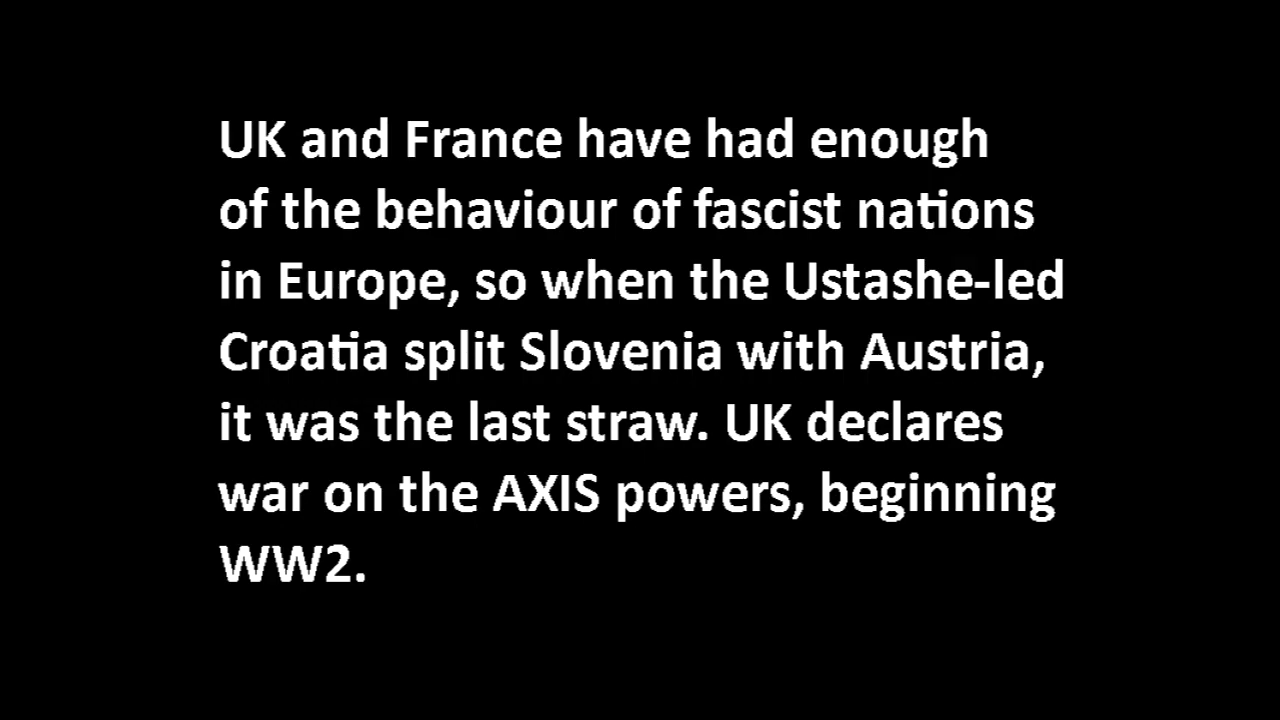 UK and France have had enough
of the behaviour of fascist nations
in Europe, so when the Ustashe-led
Croatia split Slovenia with Austria,
it was the last straw. UK declares
war on the AXIS powers, beginning
WW2.